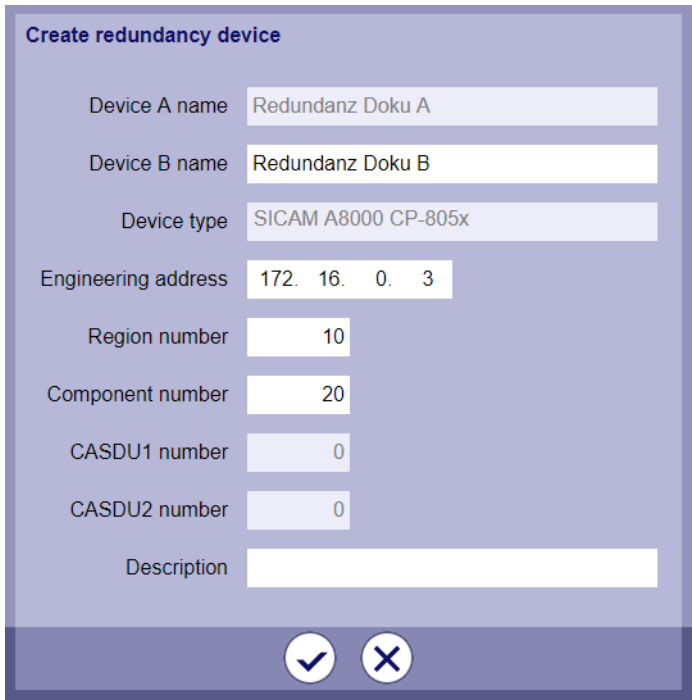 Create redundancy device
Device A name Redundanz Doku A
Device B name Redundanz Doku B
Device type SICAM A8000 CP-805x
Engineering address 172. 16. 0. 3
Region number 10
Component number 20
CASDU1 number 0
CASDU2 number 0
Description